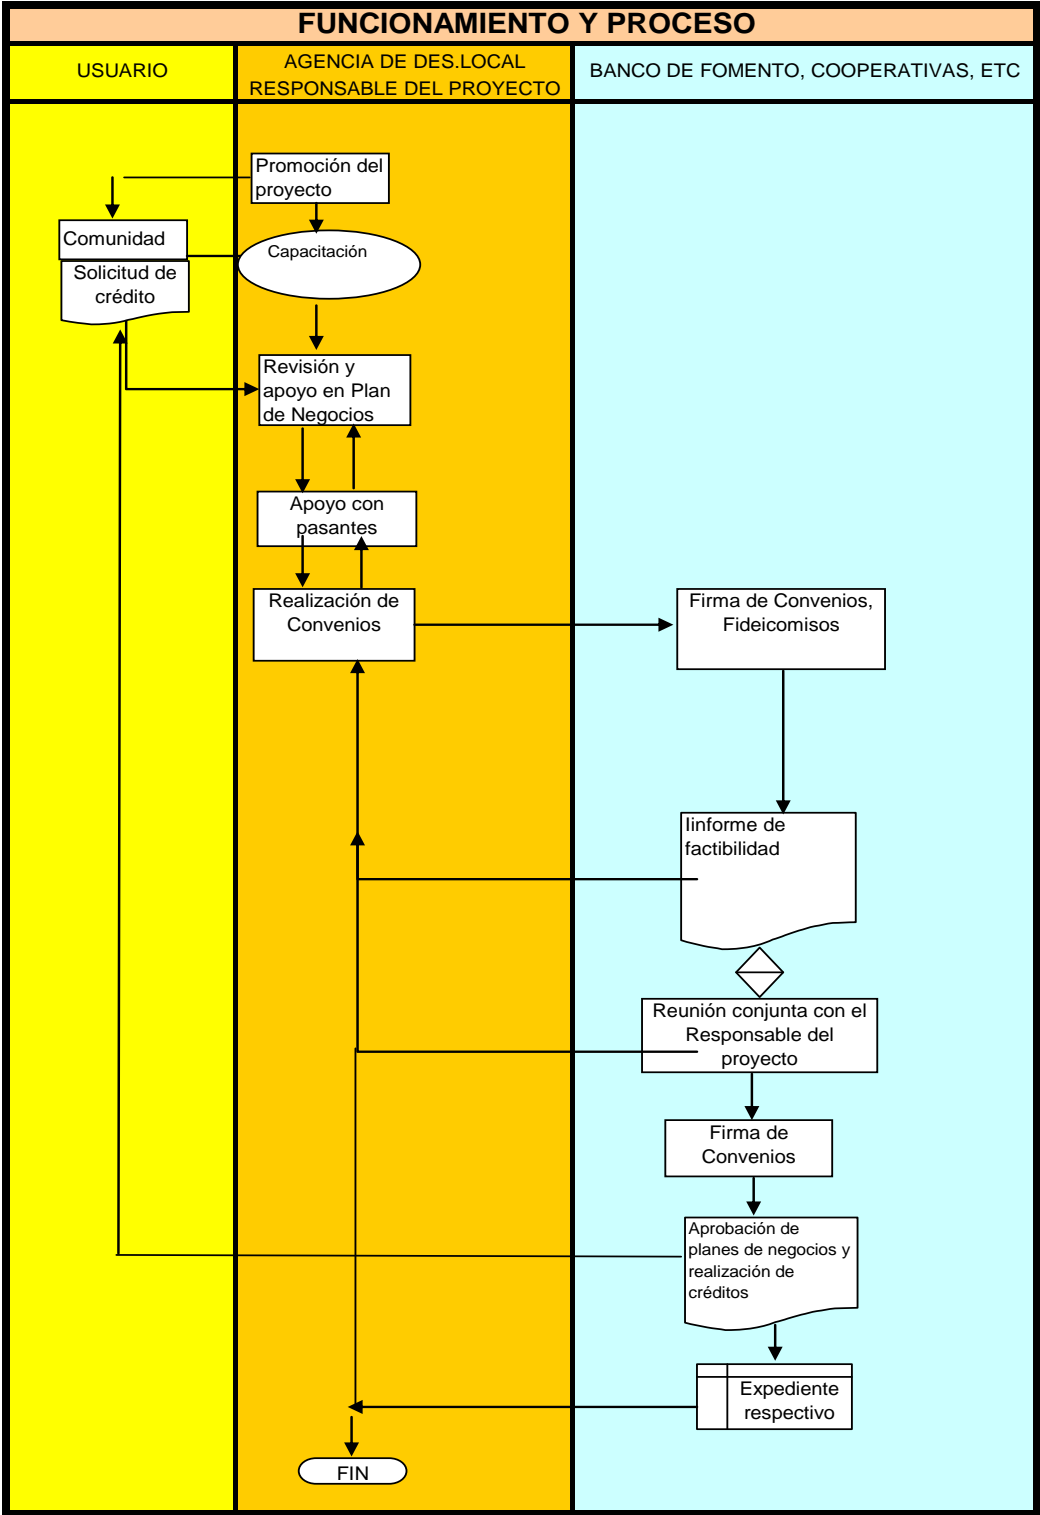 FUNCIONAMIENTO Y PROCESO
USUARIO
AGENCIA DE DES.LOCAL
RESPONSABLE DEL PROYECTO
BANCO DE FOMENTO, COOPERATIVAS, ETC
Promoción del
proyecto
Comunidad
Capacitación
Solicitud de
crédito
Revisión y
apoyo en Plan
de Negocios
Apoyo con
pasantes
Realización de
Convenios
Firma de Convenios,
Fideicomisos
Iinforme de
factibilidad
Reunión conjunta con el
Responsable del
proyecto
Firma de
Convenios
Aprobación de
planes de negocios y
realización de
créditos
Expediente
respectivo
FIN